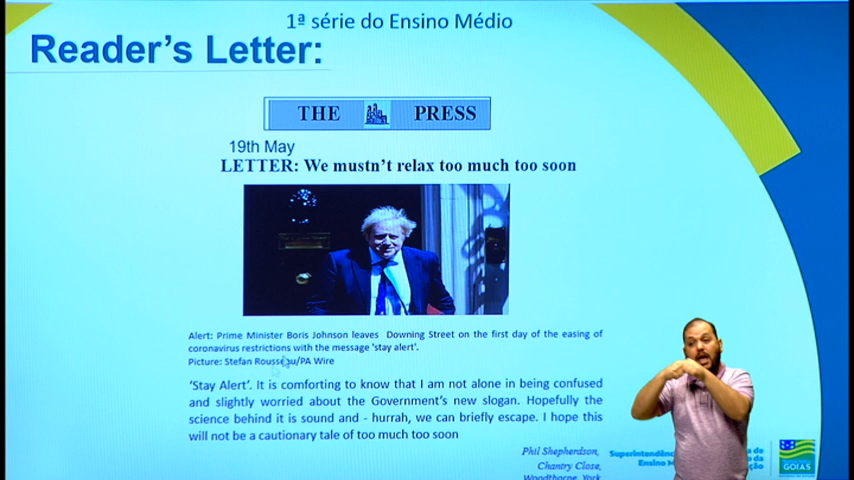 1ª série do Ensino Médio
Reader's Letter:
THE PRESS
19th May
LETTER: We mustn't relax too much too soon
Alert: Prime Minister Boris Johnson leaves Downing Street on the first day of the easing of
coronavirus restrictions with the message 'stay alert'.
Picture: Stefan Rousseau/PA Wire
'Stay Alert'. It is comforting to know that I am not alone in being confused
and slightly worried about the Government's new slogan. Hopefully the
science behind it is sound and - hurrah, we can briefly escape. I hope this
will not be a cautionary tale of too much too soon
Phil Shepherdson,
Chantry Close,
Woodthorpe, York
Superintendência de
Ensino M da
ação
GOIÁS